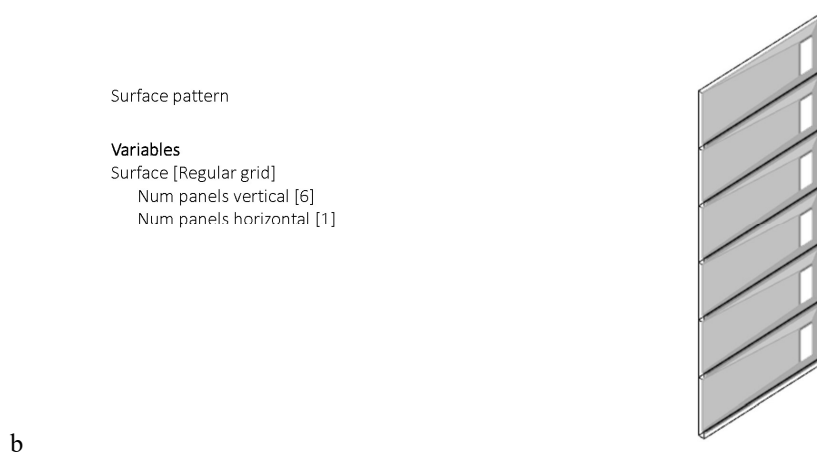 Surface pattern
Variables
Surface [Regular grid]
Num panels vertical [6]
Num panels horizontal [1]
b